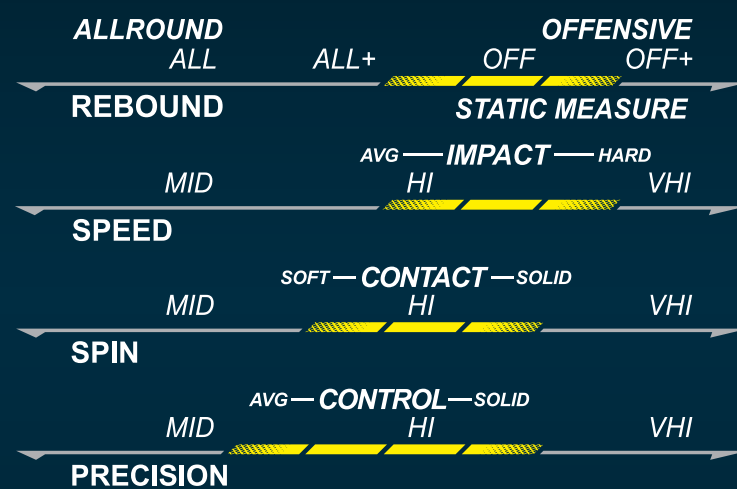 ALLROUND OFFENSIVE
ALL ALL+ OFF OFF+
REBOUND STATIC MEASURE
AVG — IMPACT — HARD
MID HI VHI
SPEED
SOFT — CONTACT — SOLID
MID HI VHI
SPIN
AVG — CONTROL — SOLID
MID HI VHI
PRECISION